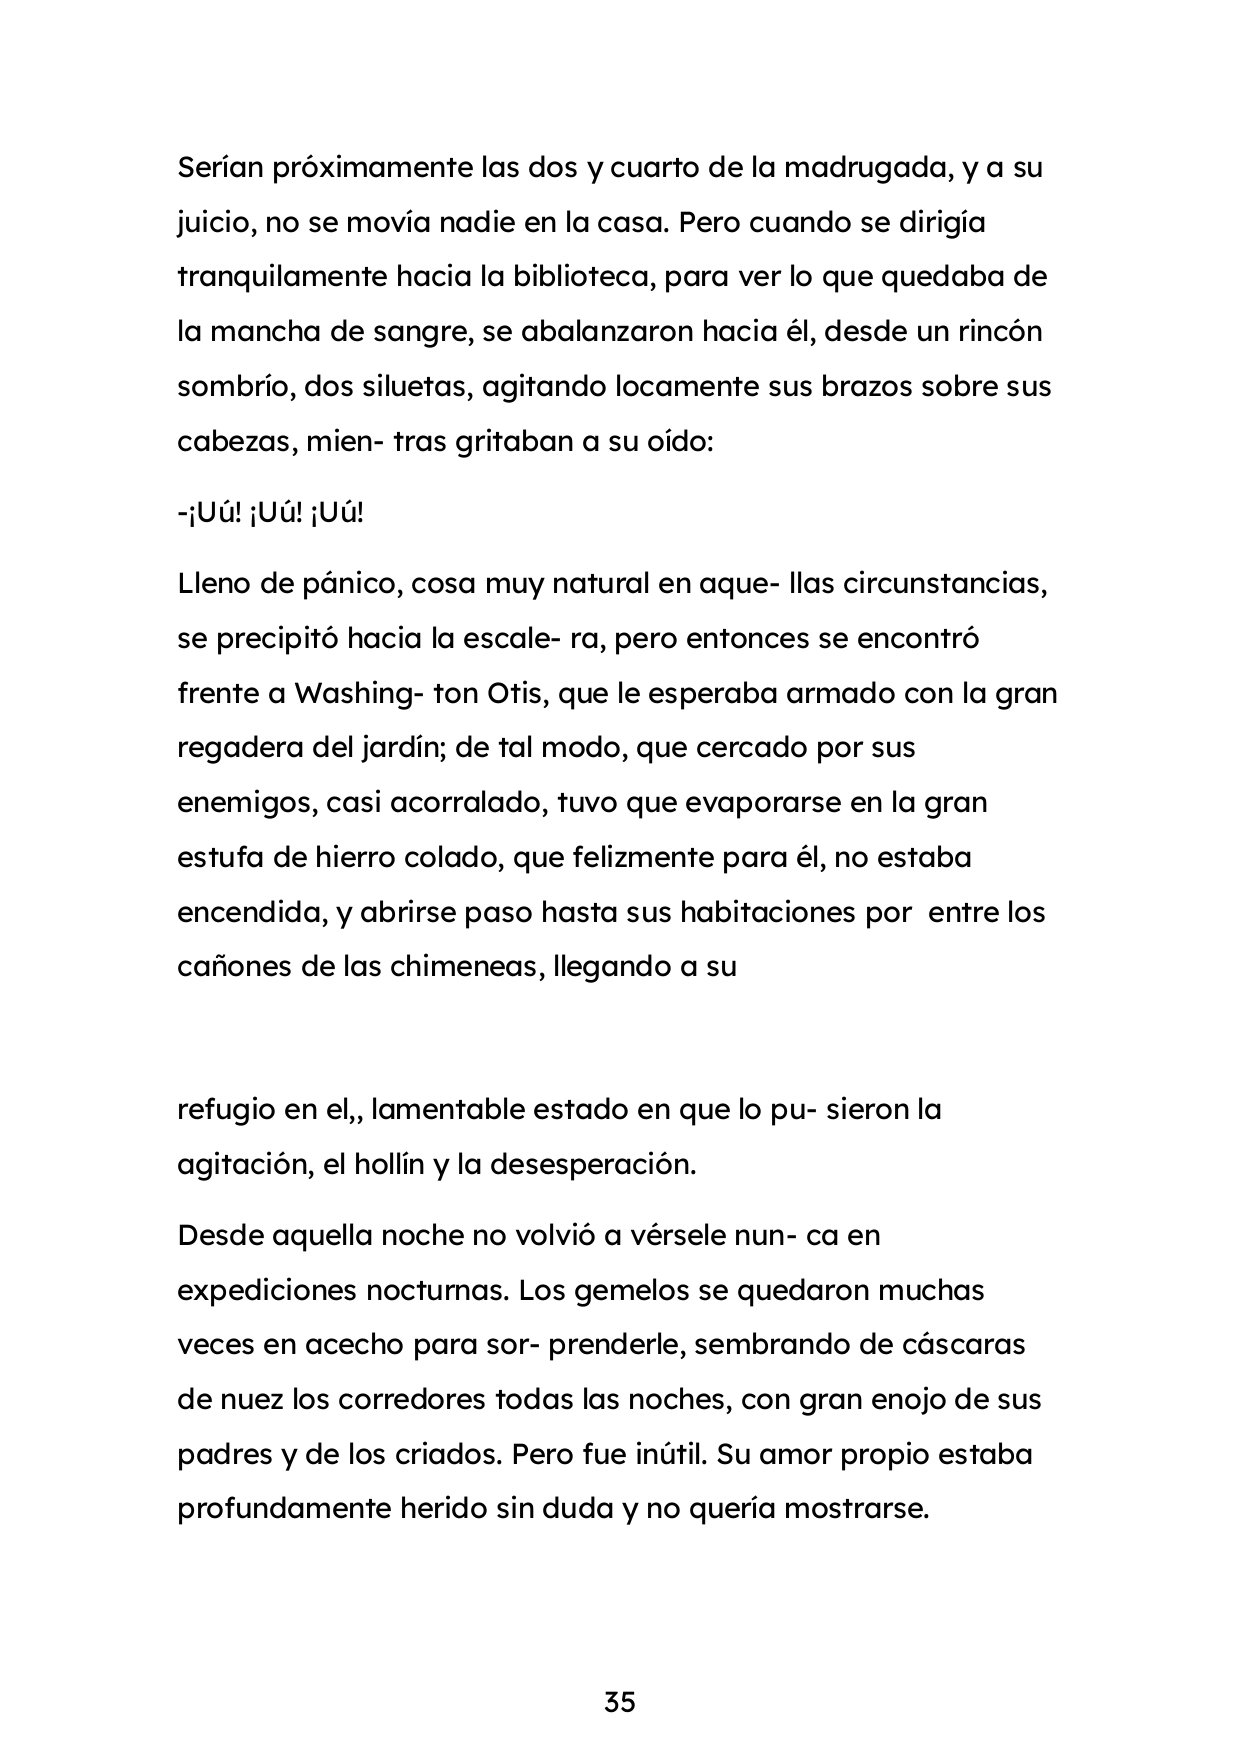 Serían próximamente las dos y cuarto de la madrugada, y a su
juicio, no se movía nadie en la casa. Pero cuando se dirigía
tranquilamente hacia la biblioteca, para ver lo que quedaba de
la mancha de sangre, se abalanzaron hacia él, desde un rincón
sombrío, dos siluetas, agitando locamente sus brazos sobre sus
cabezas, mien- tras gritaban a su oído:
-¡Uú! ¡Uú! ¡Uú!
Lleno de pánico, cosa muy natural en aque- llas circunstancias,
se precipitó hacia la escale- ra, pero entonces se encontró
frente a Washing- ton Otis, que le esperaba armado con la gran
regadera del jardín; de tal modo, que cercado por sus
enemigos, casi acorralado, tuvo que evaporarse en la gran
estufa de hierro colado, que felizmente para él, no estaba
encendida, y abrirse paso hasta sus habitaciones por  entre los
cañones de las chimeneas, llegando a su
refugio en el,, lamentable estado en que lo pu- sieron la
agitación, el hollín y la desesperación.
Desde aquella noche no volvió a vérsele nun- ca en
expediciones nocturnas. Los gemelos se quedaron muchas
veces en acecho para sor- prenderle, sembrando de cáscaras
de nuez los corredores todas las noches, con gran enojo de sus
padres y de los criados. Pero fue inútil. Su amor propio estaba
profundamente herido sin duda y no quería mostrarse.
35